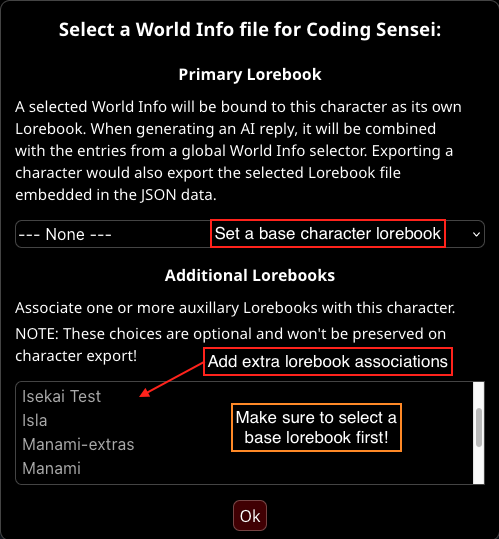 Select a World Info file for Coding Sensei:
Primary Lorebook
A selected World Info will be bound to this character as its own
Lorebook. When generating an AI reply, it will be combined
with the entries from a global World Info selector. Exporting a
character would also export the selected Lorebook file
embedded in the JSON data.
--- None --- Set a base character lorebook
Additional Lorebooks
Associate one or more auxillary Lorebooks with this character.
NOTE: These choices are optional and won't be preserved on
character export!
Add extra lorebook associations
Isekai Test
Isla
Manami-extras
Manami
Make sure to select a
base lorebook first!
Ok